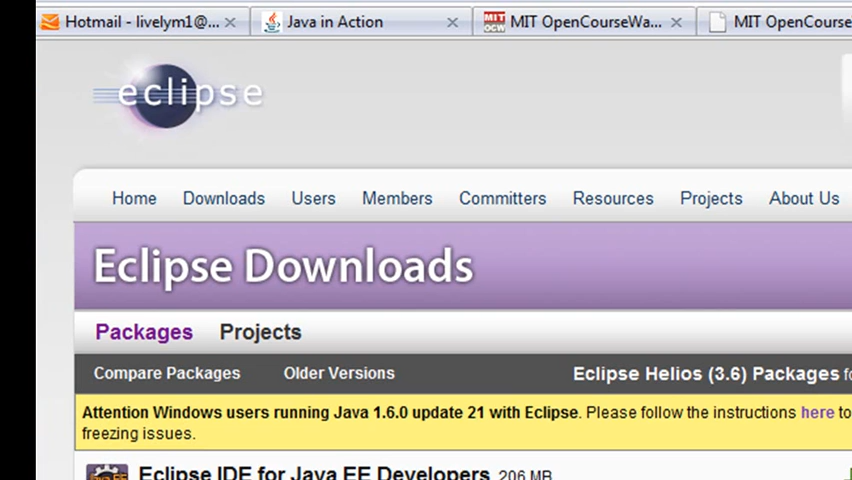 Hotmail - livelym1@... Java in Action MIT OpenCourseWa... MIT OpenCourse
eclipse
Home Downloads Users Members Committers Resources Projects About Us
Eclipse Downloads
Packages Projects
Compare Packages Older Versions Eclipse Helios (3.6) Packages fo
Attention Windows users running Java 1.6.0 update 21 with Eclipse. Please follow the instructions here to
freezing issues.
Eclipse IDE for Java EE Developers 206 MB